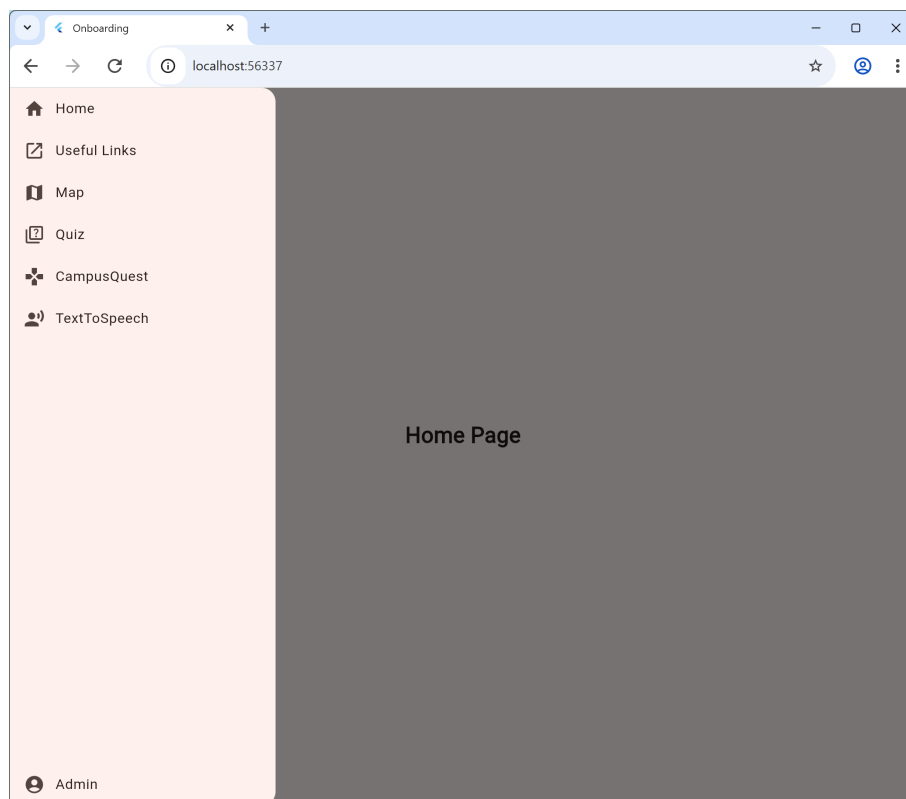 Onboarding
localhost:56337
Home
Useful Links
Map
Quiz
CampusQuest
TextToSpeech
Home Page
Admin